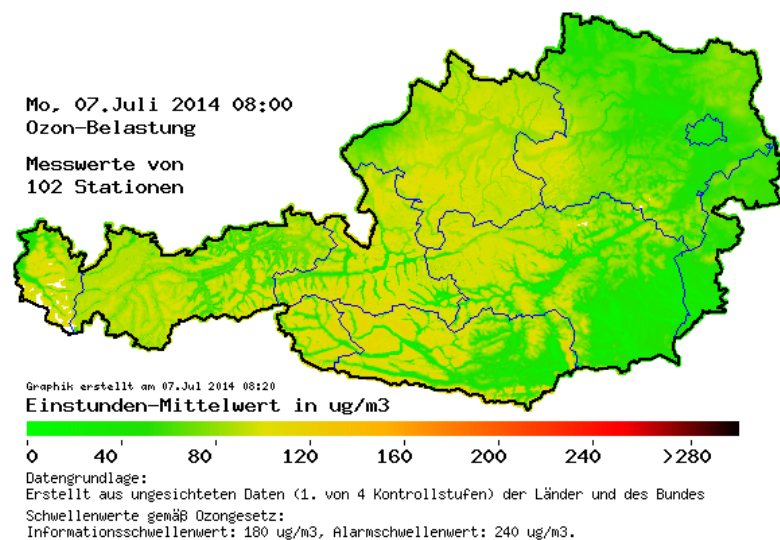 Mo, 07.Juli 2014 08:00
Ozon-Belastung
Messwerte von
102 Stationen
Graphik erstellt am 07.Jul 2014 08:20
Einstunden-Mittelwert in ug/m3
0 40 80 120 160 200 240 >280
Datengrundlage:
Erstellt aus ungesichteten Daten (1. von 4 Kontrollstufen) der Länder und des Bundes
Schwellenwerte gemäß Ozongesetz:
Informationsschwellenwert: 180 ug/m3, Alarmschwellenwert: 240 ug/m3.